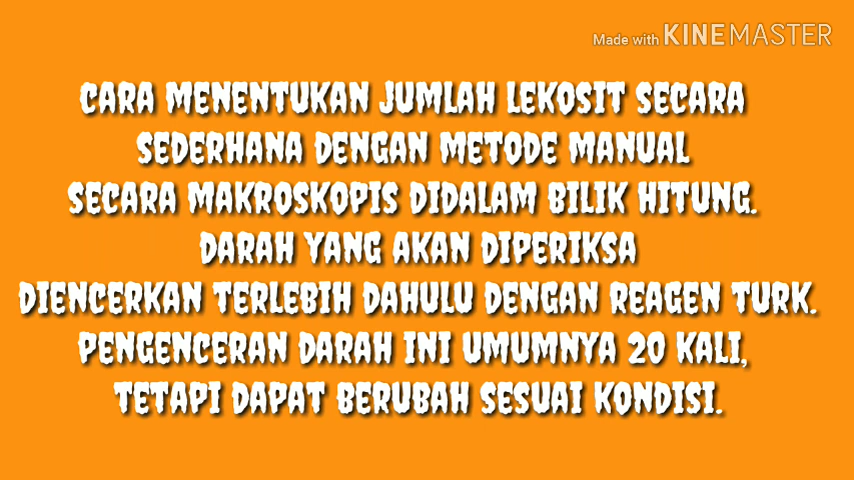 Made with KINEMASTER
CARA MENENTUKAN JUMLAH LEKOSIT SECARA
SEDERHANA DENGAN METODE MANUAL
SECARA MAKROSKOPIS DIDALAM BILIK HITUNG.
DARAH YANG AKAN DIPERIKSA
DIENCERKAN TERLEBIH DAHULU DENGAN REAGEN TURK.
PENGENCERAN DARAH INI UMUMNYA 20 KALI,
TETAPI DAPAT BERUBAH SESUAI KONDISI.